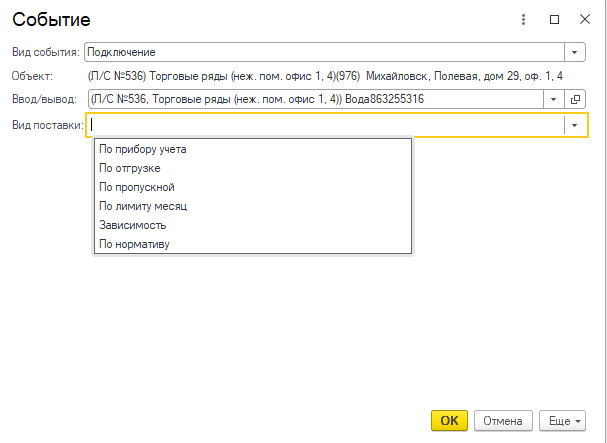 Событие
Вид события: Подключение
Объект: (Л/С №536) Торговые ряды (неж. пом. офис 1, 4)(976) Михайловск, Полевая, дом 29, оф. 1, 4
Ввод/вывод: (Л/С №536, Торговые ряды (неж. пом. офис 1, 4)) Вода863255316
Вид поставки:
По прибору учета
По отгрузке
По пропускной
По лимиту месяц
Зависимость
По нормативу
ОК Отмена Еще